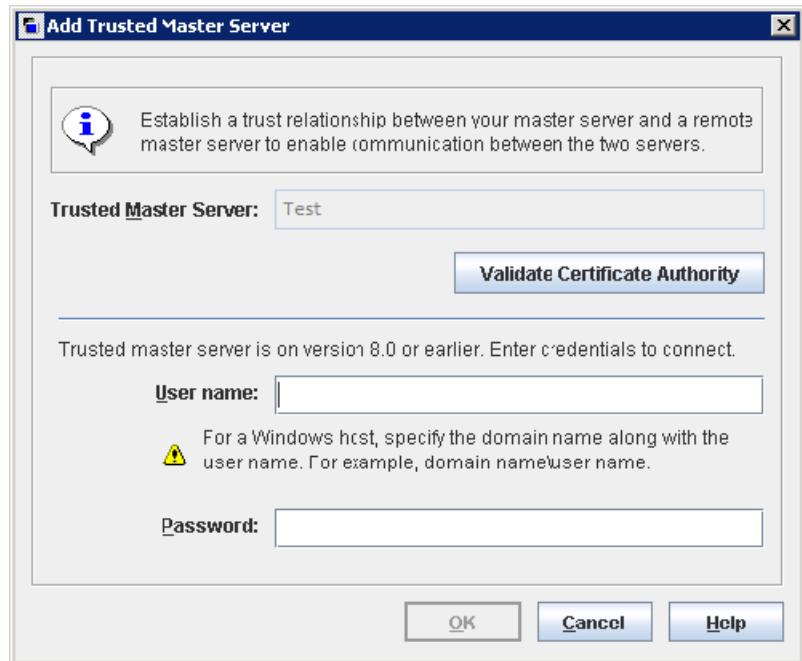 Add Trusted Master Server
Establish a trust relationship between your master server and a remote
master server to enable communication between the two servers.
Trusted Master Server: Test
Validate Certificate Authority
Trusted master server is on version 8.0 or earlier. Enter credentials to connect.
User name:
For a Windows host, specify the domain name along with the
user name. For example, domain name\user name.
Password:
OK Cancel Help